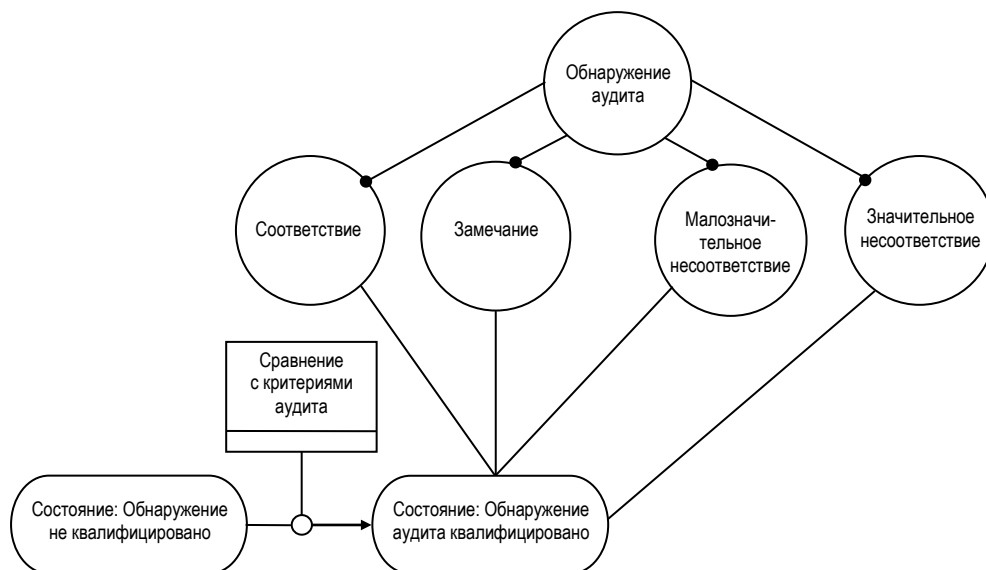 Обнаружение
аудита
Соответствие
Замечание
Малозначи-
тельное
несоответствие
Значительное
несоответствие
Сравнение
с критериями
аудита
Состояние: Обнаружение
не квалифицировано
Состояние: Обнаружение
аудита квалифицировано